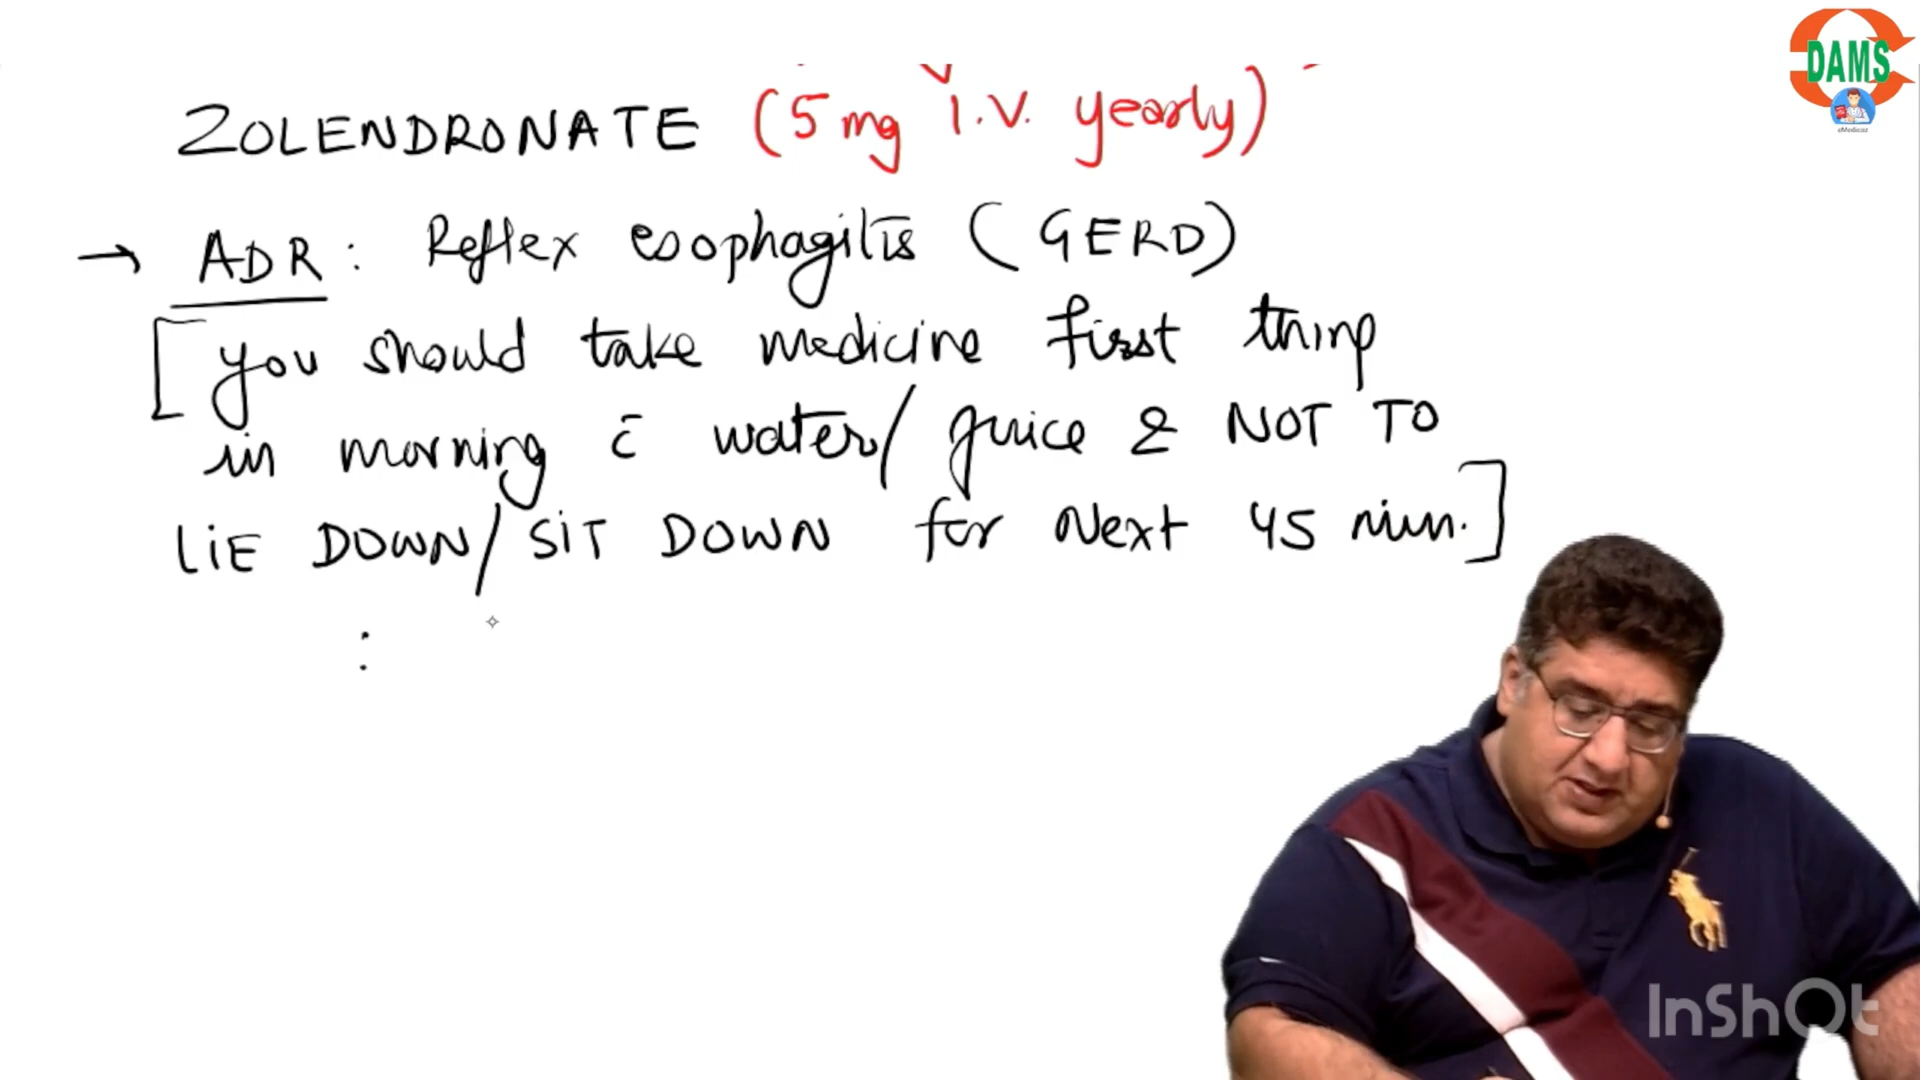 DAMS
eMedicoz
ZOLENDRONATE (5 mg I.V. yearly)
→ ADR : Reflex esophagitis (GERD)
[you should take medicine first thing
in morning c̄ water/ juice & NOT TO
LIE DOWN/ SIT DOWN for Next 45 min.]
:
InShOt